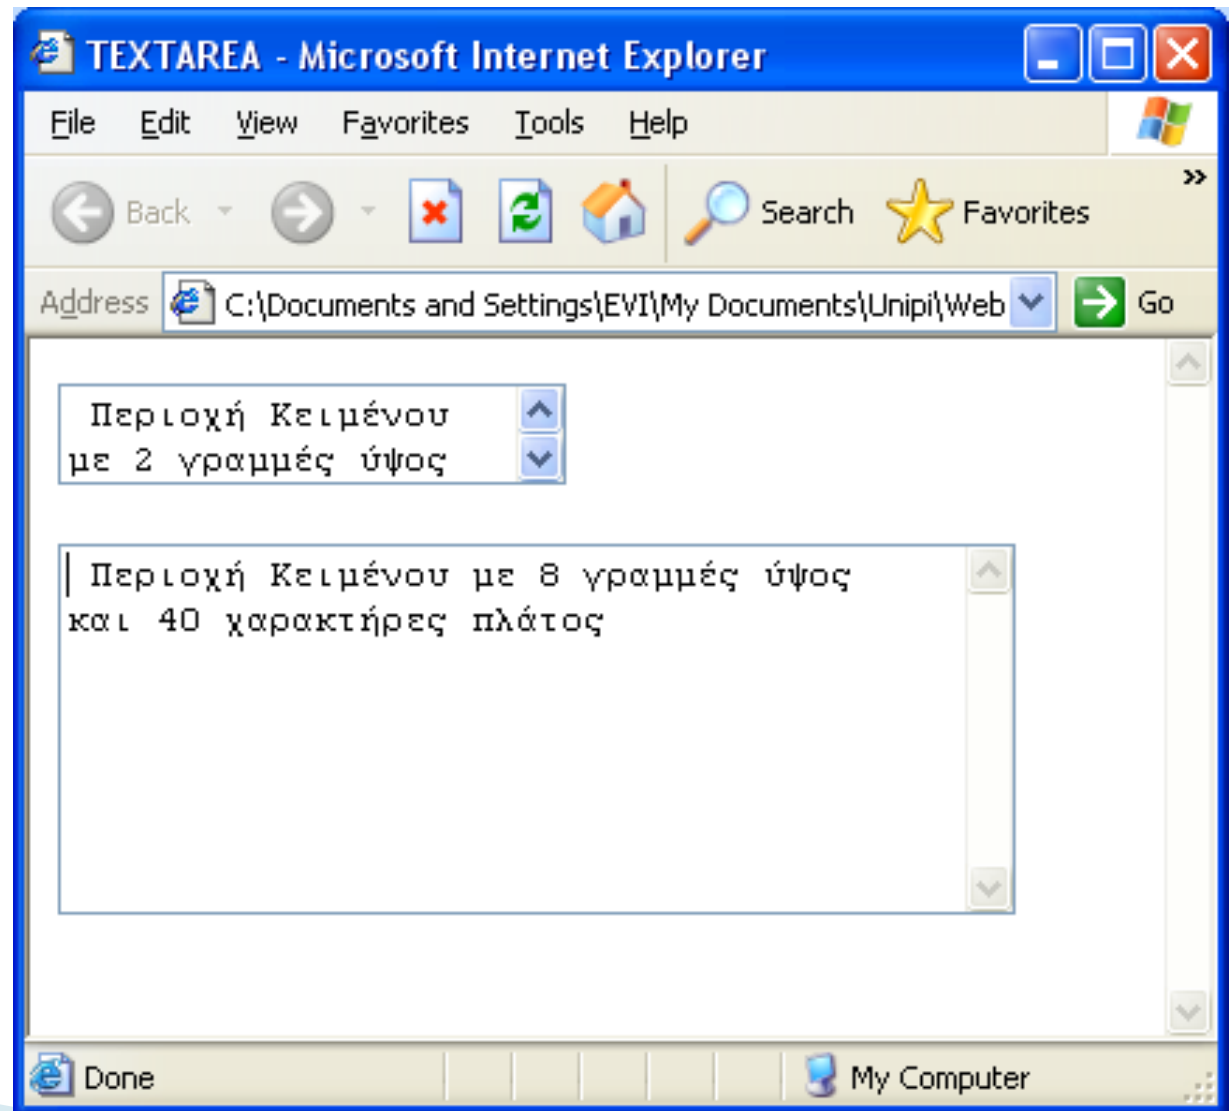 TEXTAREA - Microsoft Internet Explorer
File Edit View Favorites Tools Help
Back Search Favorites »
Address C:\Documents and Settings\EVI\My Documents\Unipi\Web Go
Περιοχή Κειμένου
με 2 γραμμές ύψος
Περιοχή Κειμένου με 8 γραμμές ύψος
και 40 χαρακτήρες πλάτος
Done My Computer